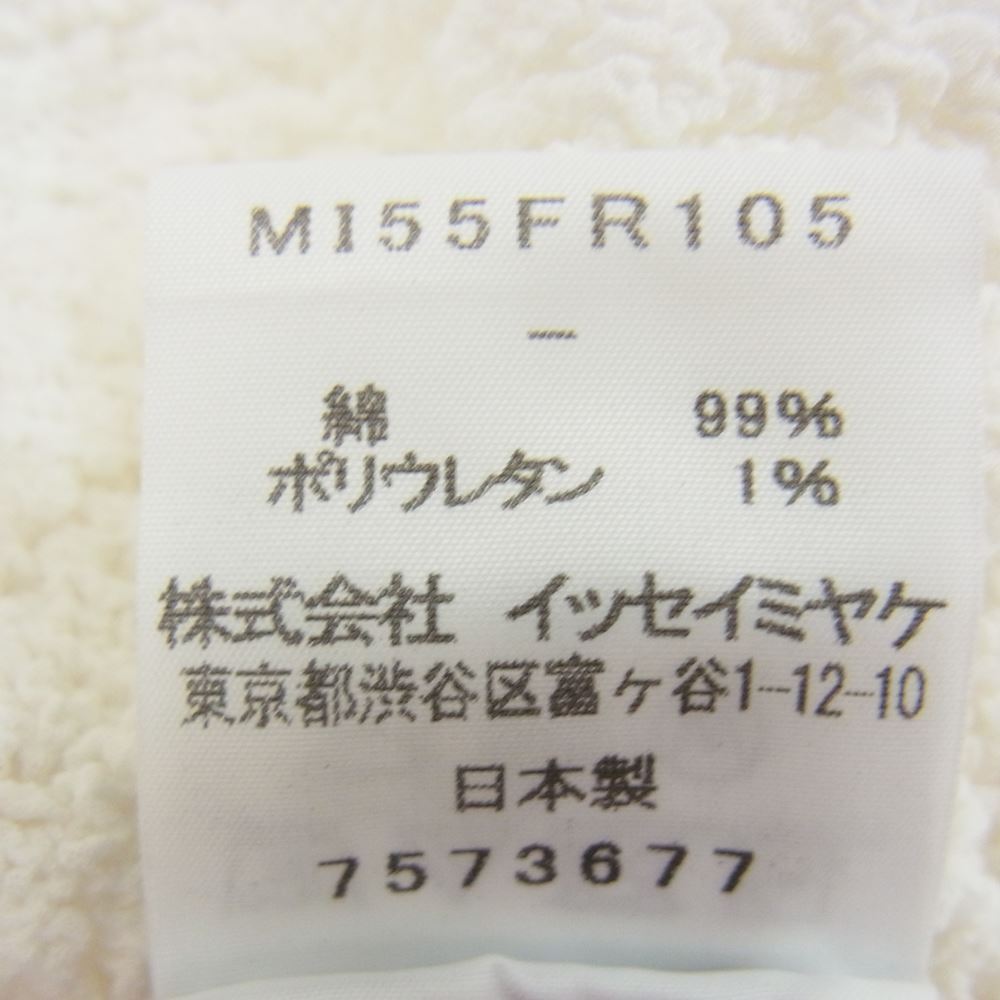 MI55FR105
—
綿 99%
ポリウレタン 1%
株式会社 イッセイミヤケ
東京都渋谷区富ヶ谷1-12-10
日本製
7573677